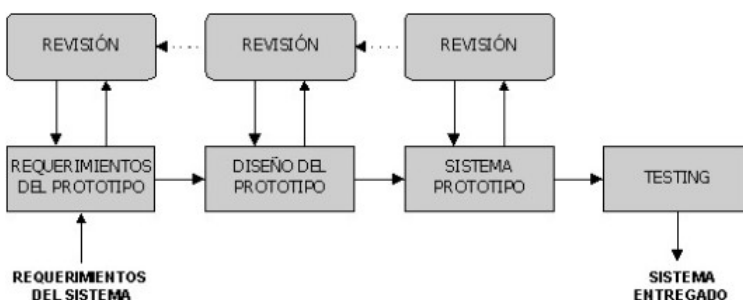 REVISIÓN
REVISIÓN
REVISIÓN
REQUERIMIENTOS
DEL PROTOTIPO
DISEÑO DEL
PROTOTIPO
SISTEMA
PROTOTIPO
TESTING
REQUERIMIENTOS
DEL SISTEMA
SISTEMA
ENTREGADO